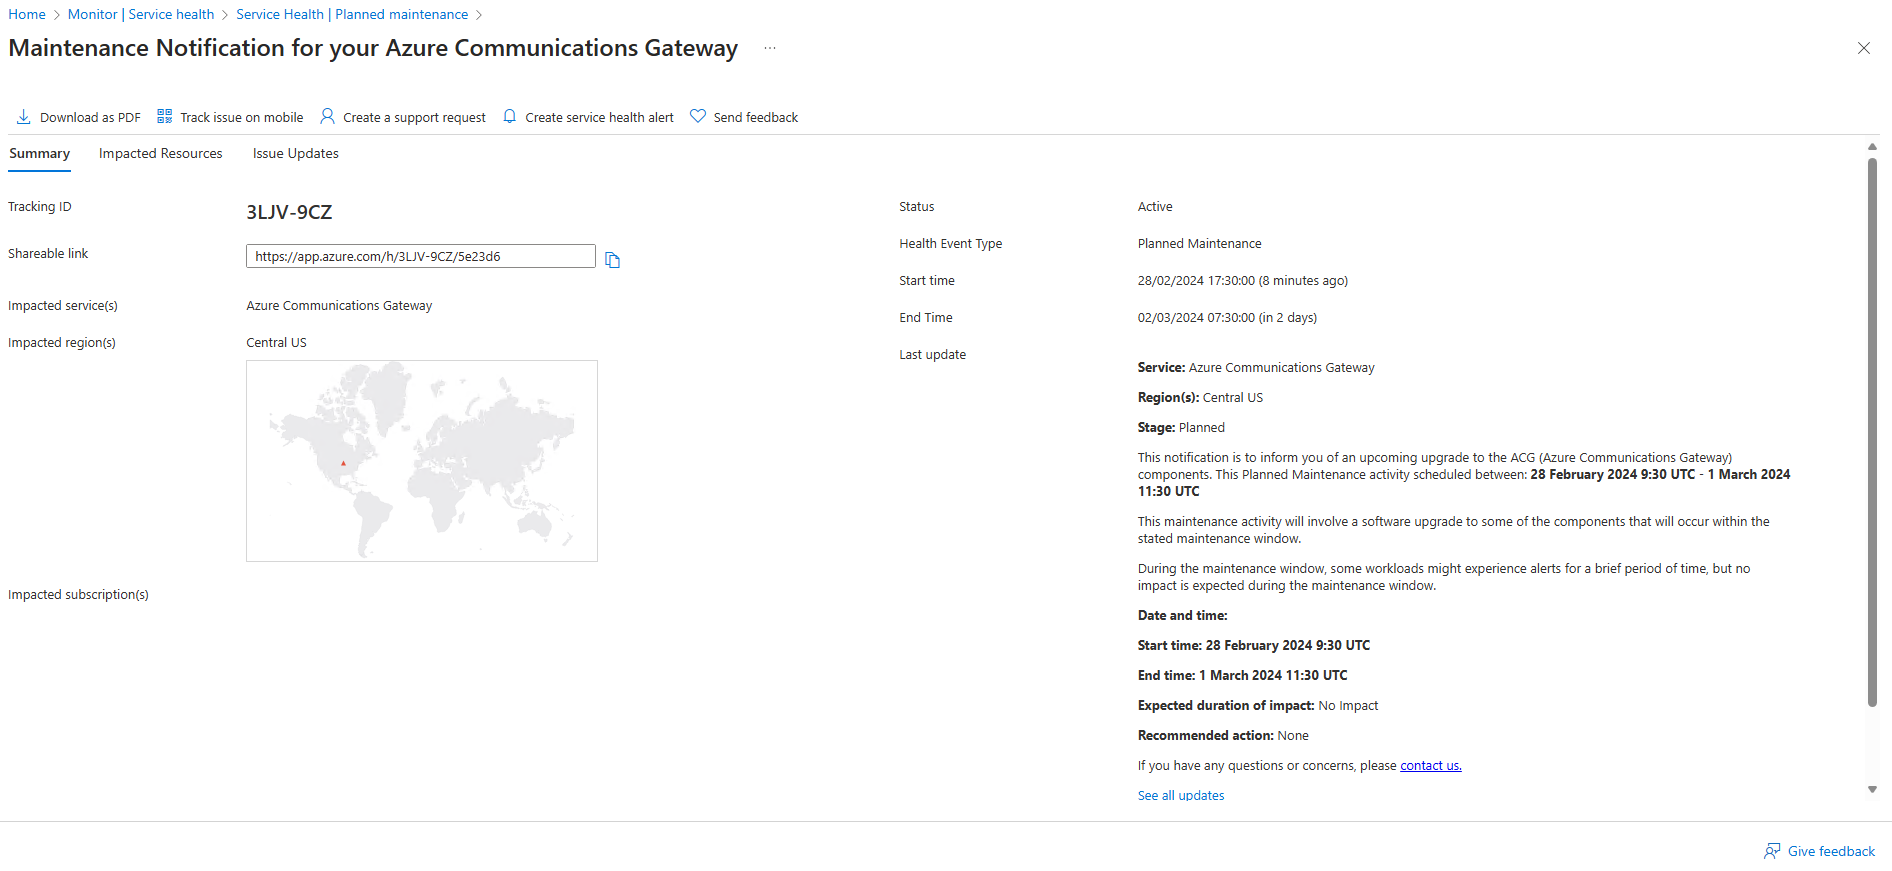 Home > Monitor | Service health > Service Health | Planned maintenance >
Maintenance Notification for your Azure Communications Gateway ...
Download as PDF Track issue on mobile Create a support request Create service health alert Send feedback
Summary Impacted Resources Issue Updates
Tracking ID 3LJV-9CZ
Shareable link https://app.azure.com/h/3LJV-9CZ/5e23d6
Impacted service(s) Azure Communications Gateway
Impacted region(s) Central US
Impacted subscription(s)
Status Active
Health Event Type Planned Maintenance
Start time 28/02/2024 17:30:00 (8 minutes ago)
End Time 02/03/2024 07:30:00 (in 2 days)
Last update
Service: Azure Communications Gateway
Region(s): Central US
Stage: Planned
This notification is to inform you of an upcoming upgrade to the ACG (Azure Communications Gateway)
components. This Planned Maintenance activity scheduled between: 28 February 2024 9:30 UTC - 1 March 2024
11:30 UTC
This maintenance activity will involve a software upgrade to some of the components that will occur within the
stated maintenance window.
During the maintenance window, some workloads might experience alerts for a brief period of time, but no
impact is expected during the maintenance window.
Date and time:
Start time: 28 February 2024 9:30 UTC
End time: 1 March 2024 11:30 UTC
Expected duration of impact: No Impact
Recommended action: None
If you have any questions or concerns, please contact us.
See all updates
Give feedback